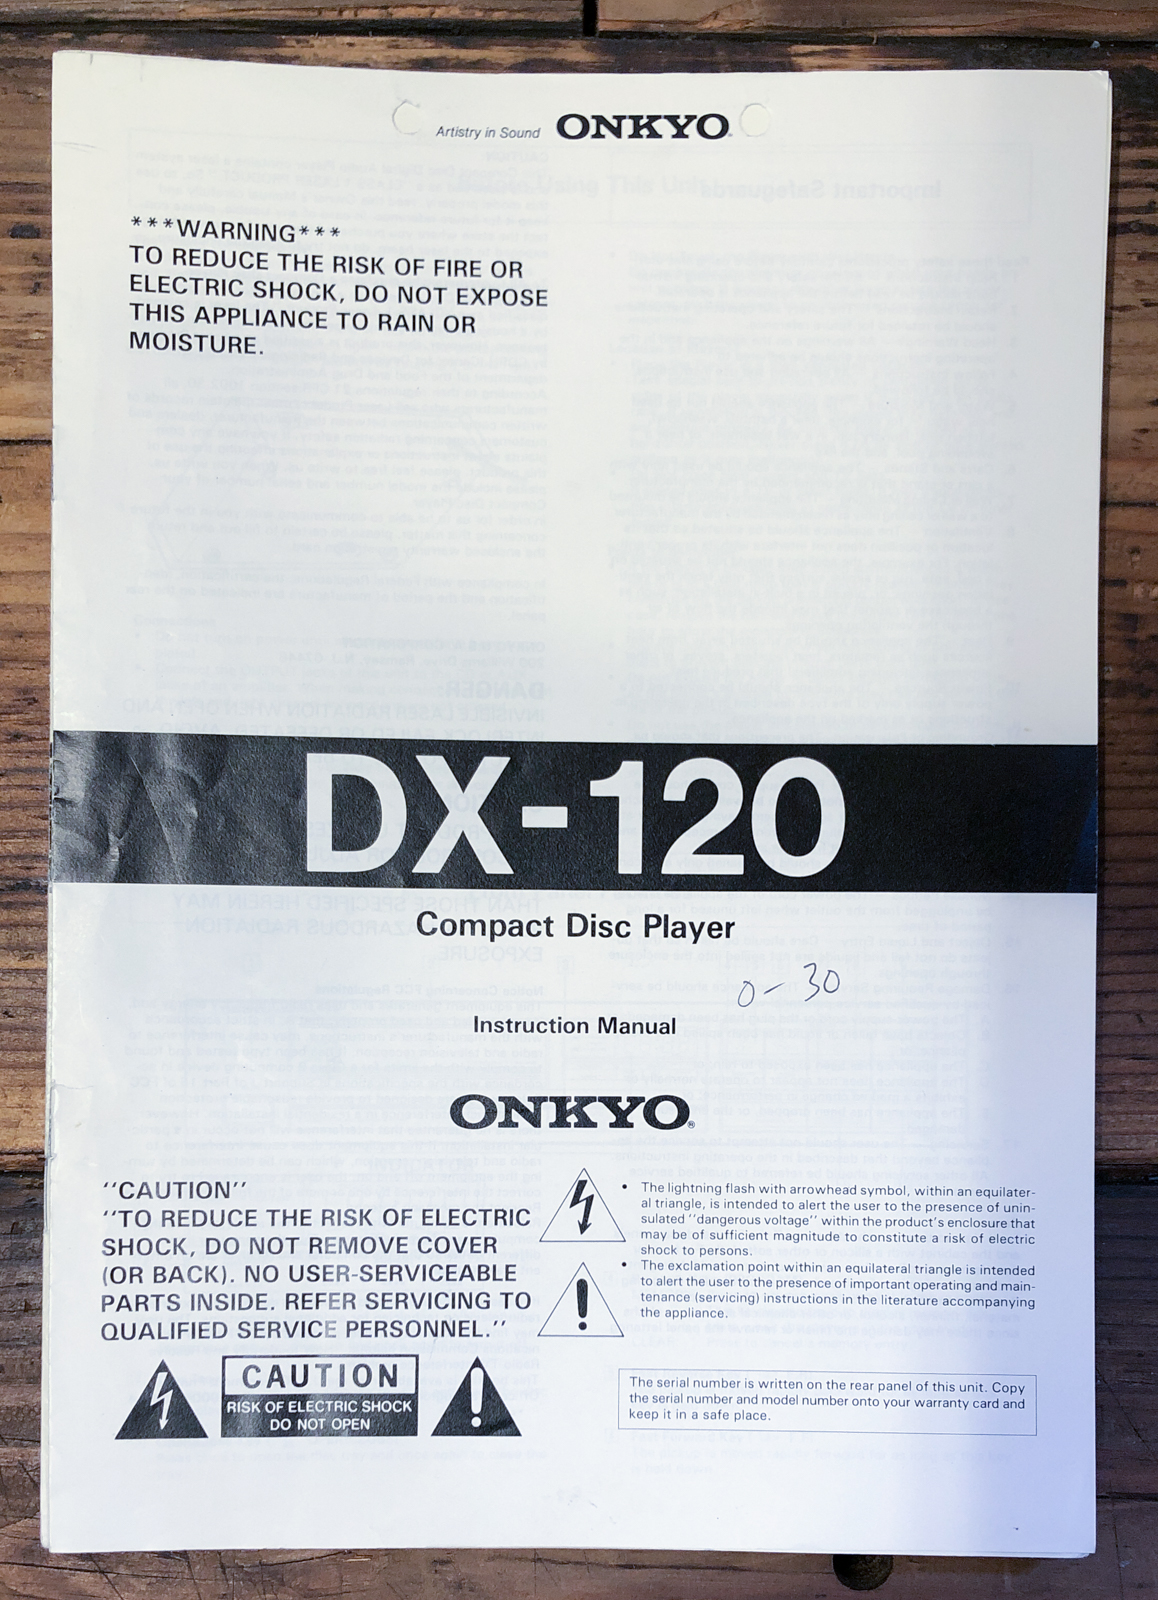 Artistry in Sound ONKYO.
***WARNING***
TO REDUCE THE RISK OF FIRE OR
ELECTRIC SHOCK, DO NOT EXPOSE
THIS APPLIANCE TO RAIN OR
MOISTURE.
DX-120
Compact Disc Player
0-30
Instruction Manual
ONKYO®
"CAUTION"
"TO REDUCE THE RISK OF ELECTRIC
SHOCK, DO NOT REMOVE COVER
(OR BACK). NO USER-SERVICEABLE
PARTS INSIDE. REFER SERVICING TO
QUALIFIED SERVICE PERSONNEL."
CAUTION
RISK OF ELECTRIC SHOCK
DO NOT OPEN
• The lightning flash with arrowhead symbol, within an equilater-
al triangle, is intended to alert the user to the presence of unin-
sulated "dangerous voltage" within the product's enclosure that
may be of sufficient magnitude to constitute a risk of electric
shock to persons.
• The exclamation point within an equilateral triangle is intended
to alert the user to the presence of important operating and main-
tenance (servicing) instructions in the literature accompanying
the appliance.
The serial number is written on the rear panel of this unit. Copy
the serial number and model number onto your warranty card and
keep it in a safe place.